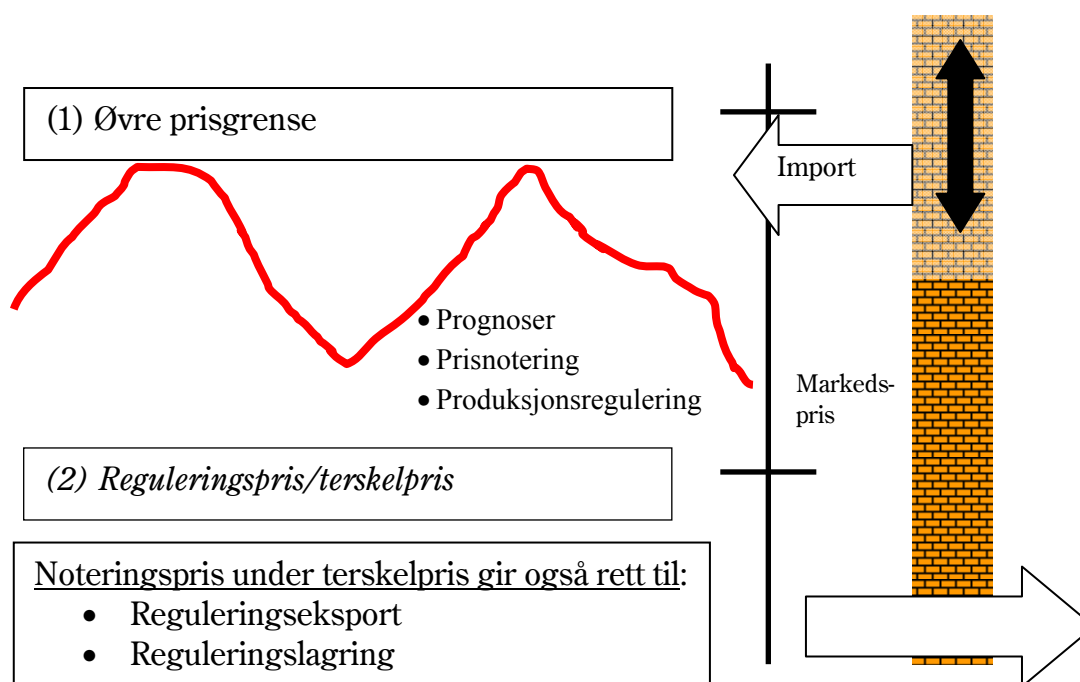 (1) Øvre prisgrense
Import
• Prognoser
• Prisnotering
• Produksjonsregulering
Markeds-
pris
(2) Reguleringspris/terskelpris
Noteringspris under terskelpris gir også rett til:
• Reguleringseksport
• Reguleringslagring